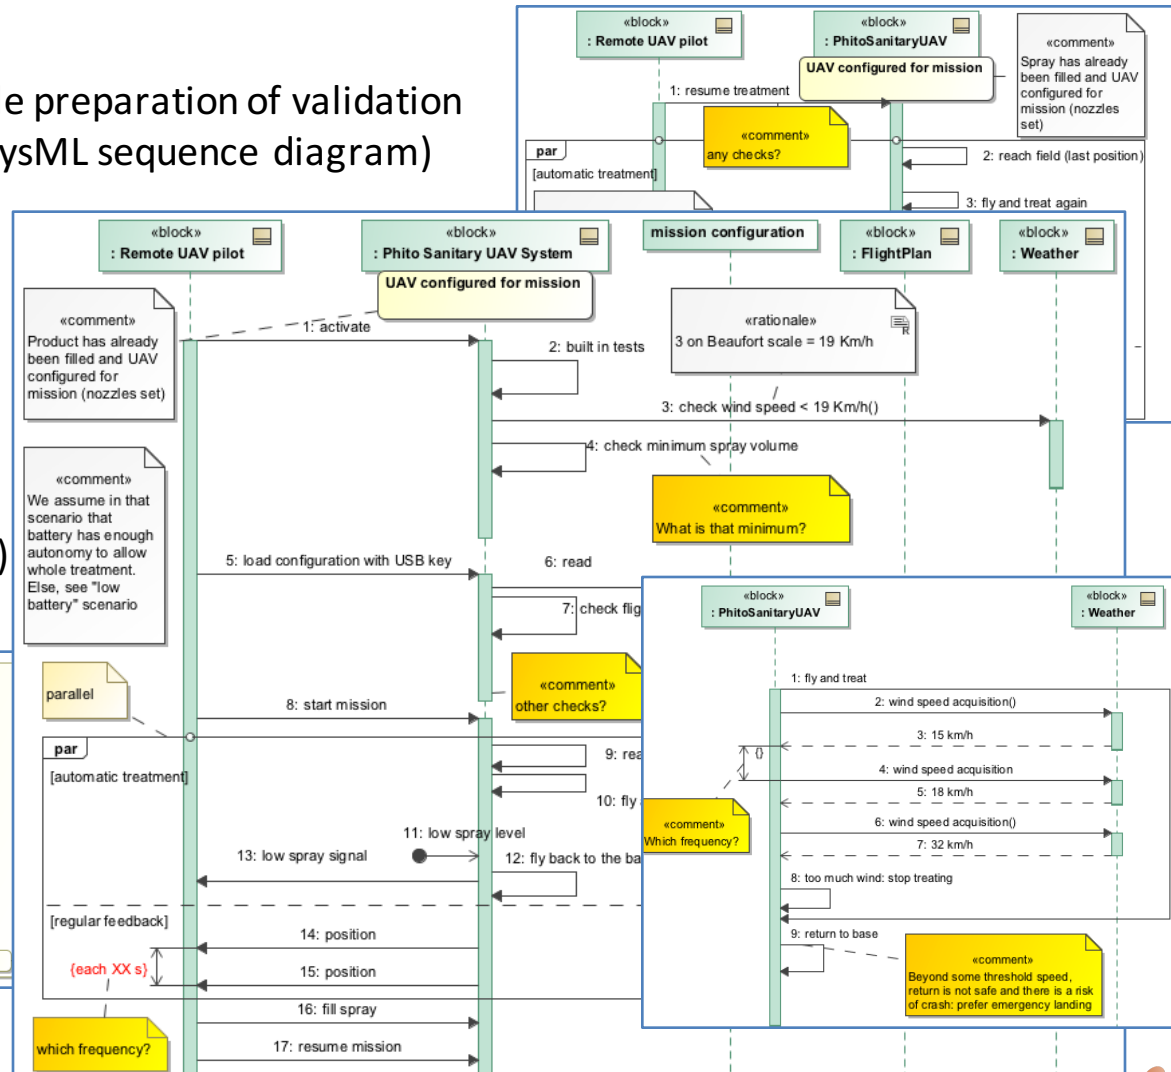 e preparation of validation
ysML sequence diagram)
)
«block»
: Remote UAV pilot
«block»
: PhitoSanitaryUAV
UAV configured for mission
«comment»
Spray has already
been filled and UAV
configured for
mission (nozzles
set)
1: resume treatment
«comment»
any checks?
par
[automatic treatment]
2: reach field (last position)
3: fly and treat again
«block»
: Remote UAV pilot
«block»
: Phito Sanitary UAV System
mission configuration
«block»
: FlightPlan
«block»
: Weather
UAV configured for mission
«comment»
Product has already
been filled and UAV
configured for
mission (nozzles set)
1: activate
2: built in tests
«rationale»
3 on Beaufort scale = 19 Km/h
R
3: check wind speed < 19 Km/h()
4: check minimum spray volume
«comment»
What is that minimum?
«comment»
We assume in that
scenario that
battery has enough
autonomy to allow
whole treatment.
Else, see "low
battery" scenario
5: load configuration with USB key
6: read
7: check flig
«comment»
other checks?
parallel
8: start mission
par
[automatic treatment]
9: rea
10: fly
11: low spray level
12: fly back to the ba
13: low spray signal
[regular feedback]
14: position
{each XX s}
15: position
16: fill spray
which frequency?
17: resume mission
«block»
: PhitoSanitaryUAV
«block»
: Weather
1: fly and treat
2: wind speed acquisition()
3: 15 km/h
{}
4: wind speed acquisition
5: 18 km/h
«comment»
Which frequency?
6: wind speed acquisition()
7: 32 km/h
8: too much wind: stop treating
9: return to base
«comment»
Beyond some threshold speed,
return is not safe and there is a risk
of crash: prefer emergency landing